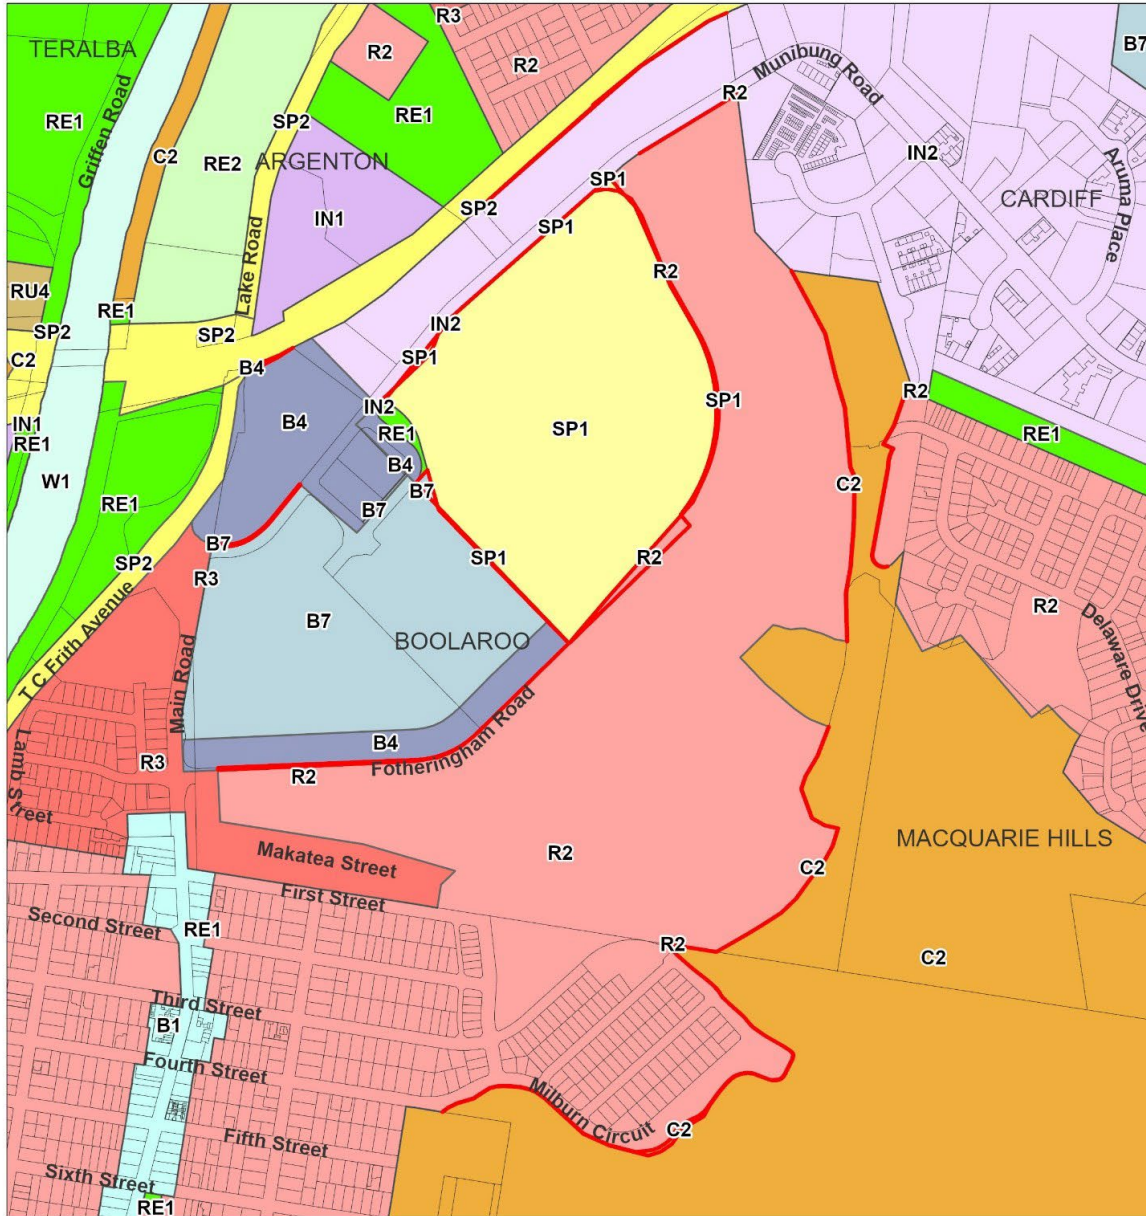 R3
TERALBA
R2
R2
B7
Munibung Road
R2
RE1
Griffen Road
SP2
RE1
C2
RE2
ARGENTON
IN2
Aruma Place
SP1
CARDIFF
SP2
IN1
SP1
Lake Road
R2
RU4
RE1
SP2
SP2
IN2
C2
SP1
B4
R2
SP1
IN2
B4
SP1
IN1
RE1
RE1
RE1
B4
W1
B7
C2
RE1
B7
B7
SP1
R2
SP2
R3
R2
T C Frith Avenue
B7
BOOLAROO
Delaware Drive
Main Road
B4
R3
Fotheringham Road
R2
Lamb Street
MACQUARIE HILLS
R2
Makatea Street
C2
First Street
Second Street
RE1
R2
C2
Third Street
B1
Fourth Street
Milburn Circuit
C2
Fifth Street
Sixth Street
RE1